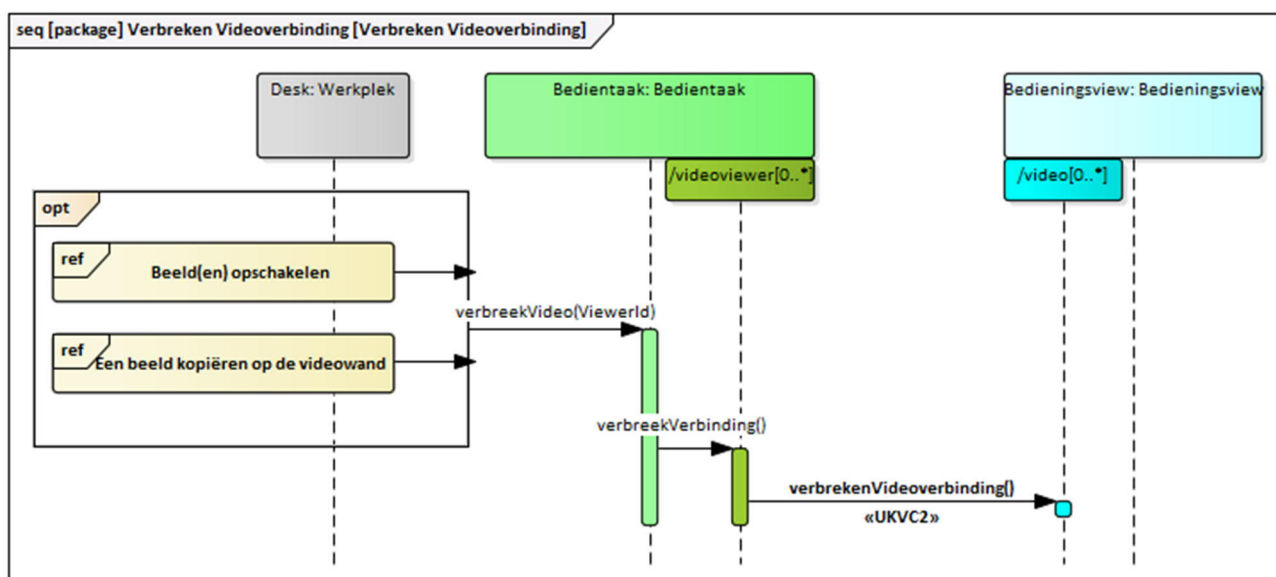 seq [package] Verbreken Videoverbinding [Verbreken Videoverbinding]
Desk: Werkplek
Bedientaak: Bedientaak
Bedieningsview: Bedieningsview
/videoviewer[0..*]
/video[0..*]
opt
ref
Beeld(en) opschakelen
verbreekVideo(ViewerId)
ref
Een beeld kopiëren op de videowand
verbreekVerbinding()
verbrekenVideoverbinding()
«UKVC2»